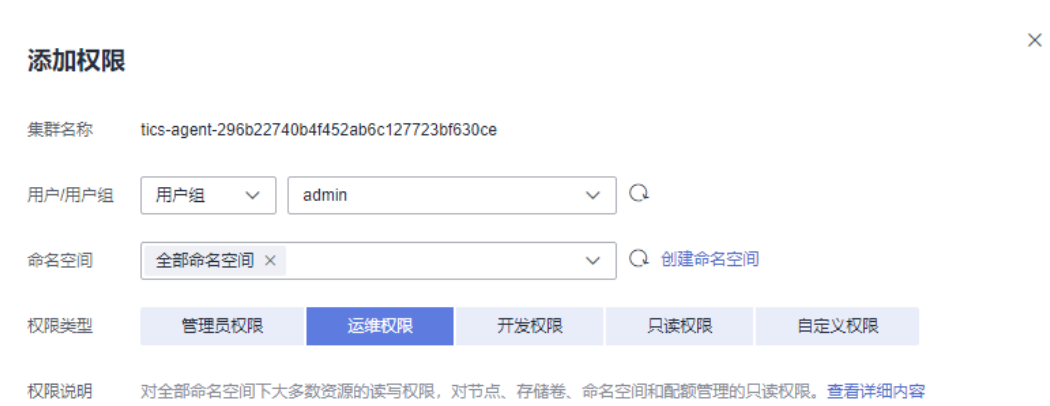 添加权限
集群名称 tics-agent-296b22740b4f452ab6c127723bf630ce
用户/用户组 用户组 admin
命名空间 全部命名空间 × 创建命名空间
权限类型 管理员权限 运维权限 开发权限 只读权限 自定义权限
权限说明 对全部命名空间下大多数资源的读写权限，对节点、存储卷、命名空间和配额管理的只读权限。查看详细内容